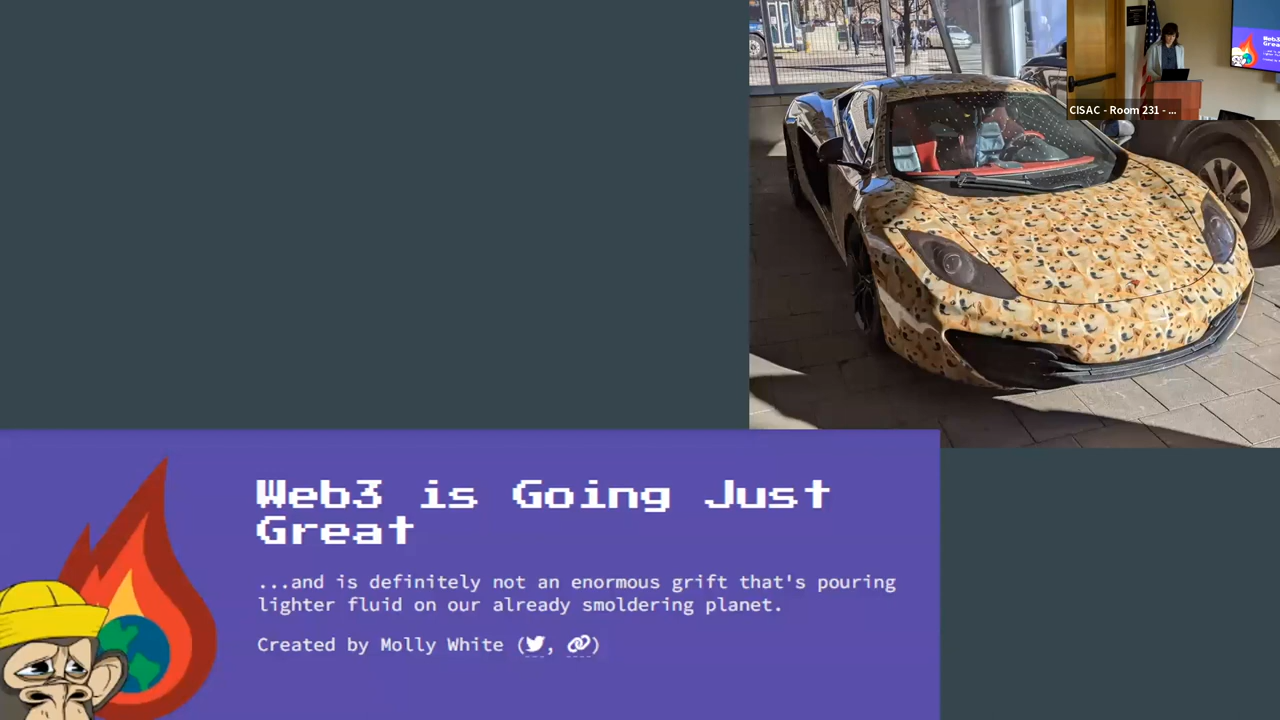 CISAC - Room 231 - ...
Web3 is Going Just
Great
...and is definitely not an enormous grift that's pouring
lighter fluid on our already smoldering planet.
Created by Molly White ( , )